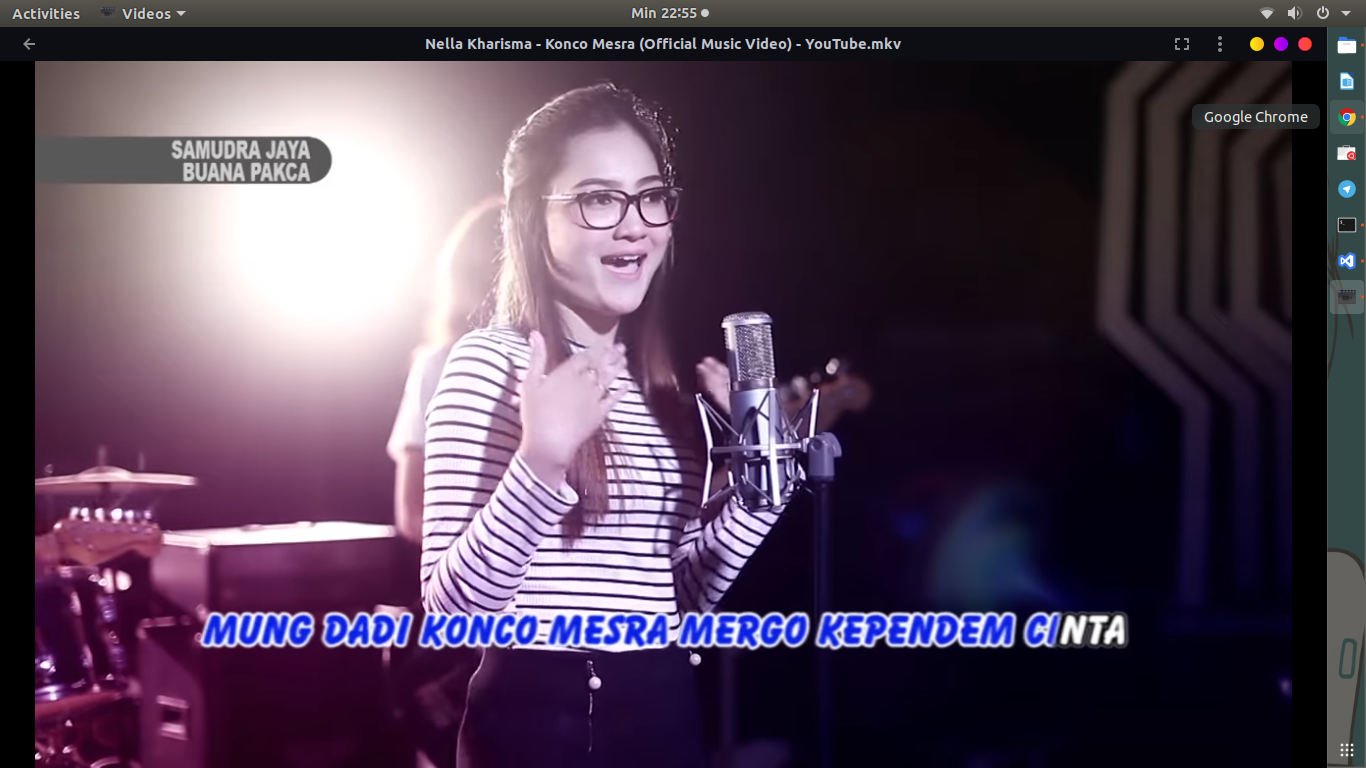 Activities
Videos
Min 22:55
Nella Kharisma - Konco Mesra (Official Music Video) - YouTube.mkv
Google Chrome
SAMUDRA JAYA
BUANA PAKCA
MUNG DADI KONCO MESRA MERGO KEPENDEM CINTA